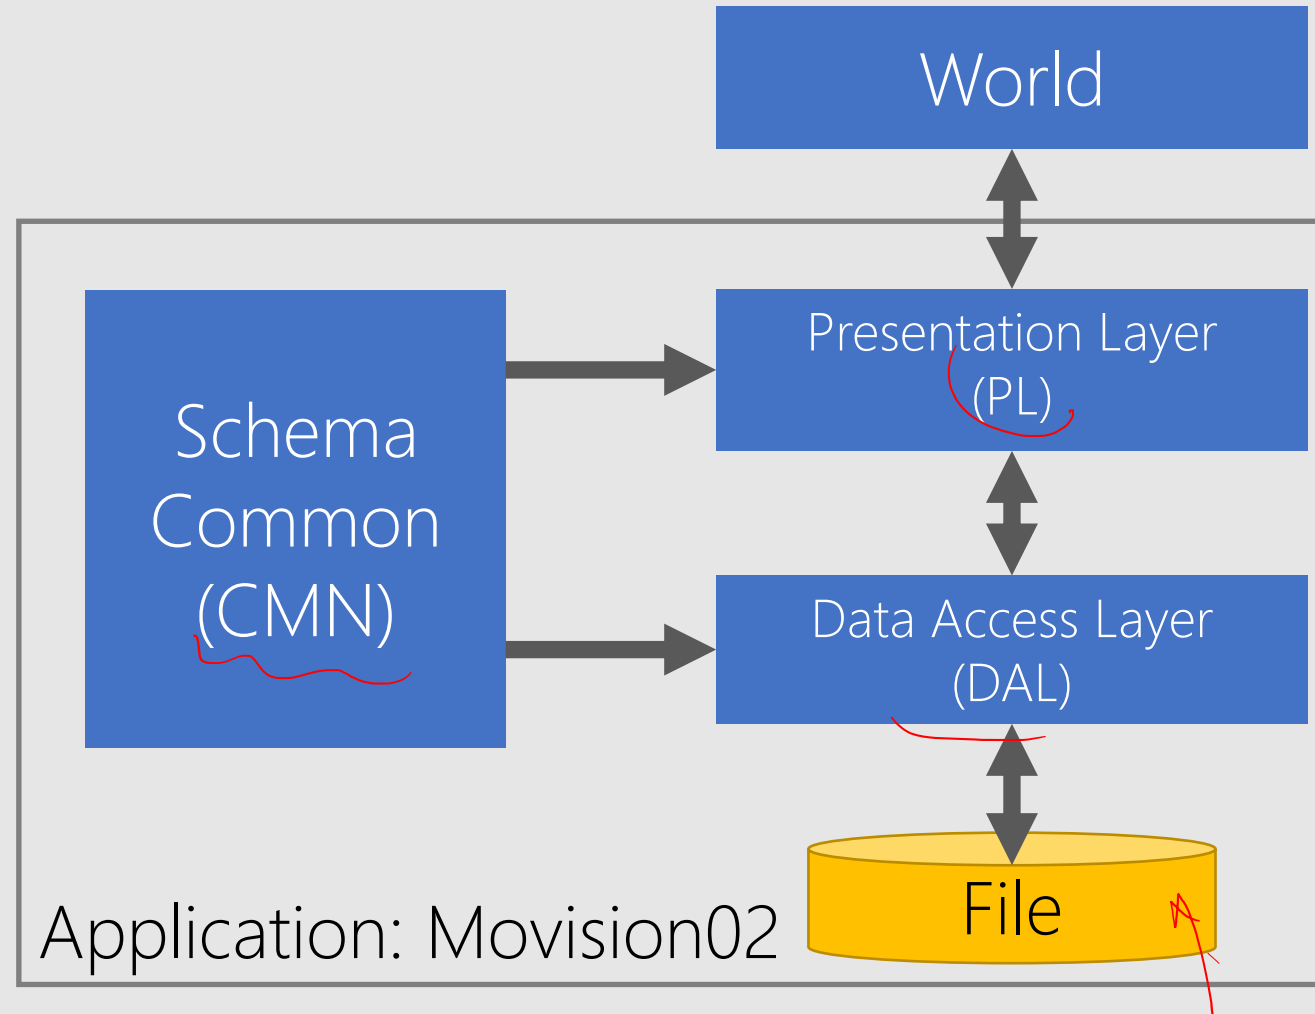 World
Presentation Layer
(PL)
Schema
Common
(CMN)
Data Access Layer
(DAL)
File
Application: Movision02